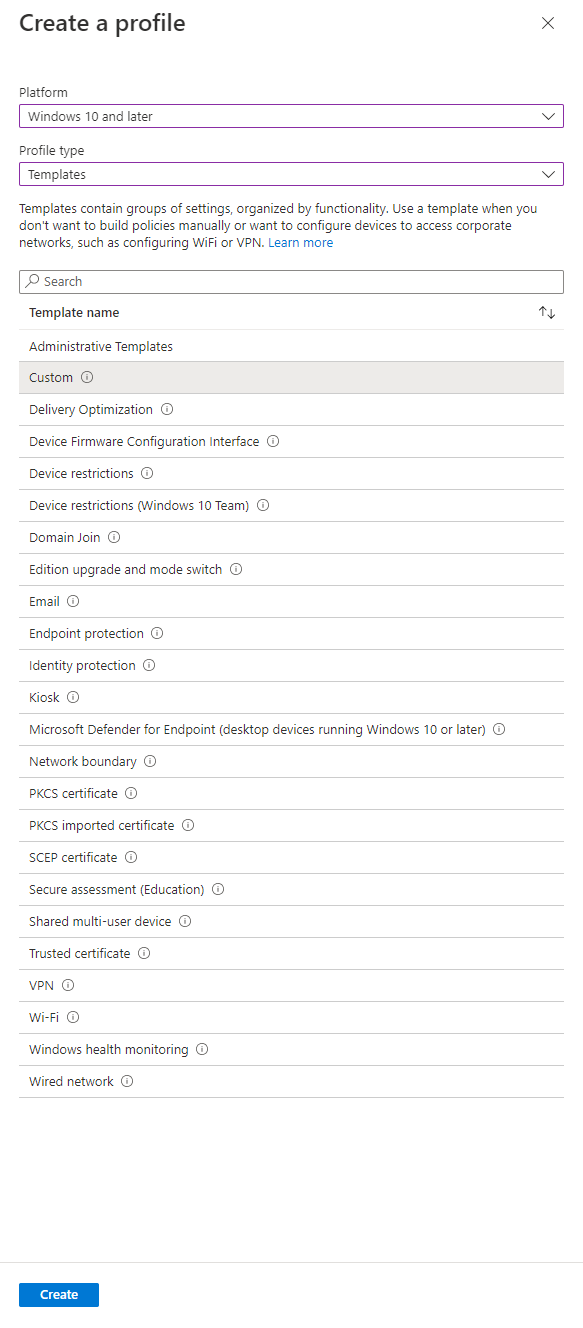 Create a profile
Platform
Windows 10 and later
Profile type
Templates
Templates contain groups of settings, organized by functionality. Use a template when you
don't want to build policies manually or want to configure devices to access corporate
networks, such as configuring WiFi or VPN. Learn more
Search
Template name
Administrative Templates
Custom
Delivery Optimization
Device Firmware Configuration Interface
Device restrictions
Device restrictions (Windows 10 Team)
Domain Join
Edition upgrade and mode switch
Email
Endpoint protection
Identity protection
Kiosk
Microsoft Defender for Endpoint (desktop devices running Windows 10 or later)
Network boundary
PKCS certificate
PKCS imported certificate
SCEP certificate
Secure assessment (Education)
Shared multi-user device
Trusted certificate
VPN
Wi-Fi
Windows health monitoring
Wired network
Create